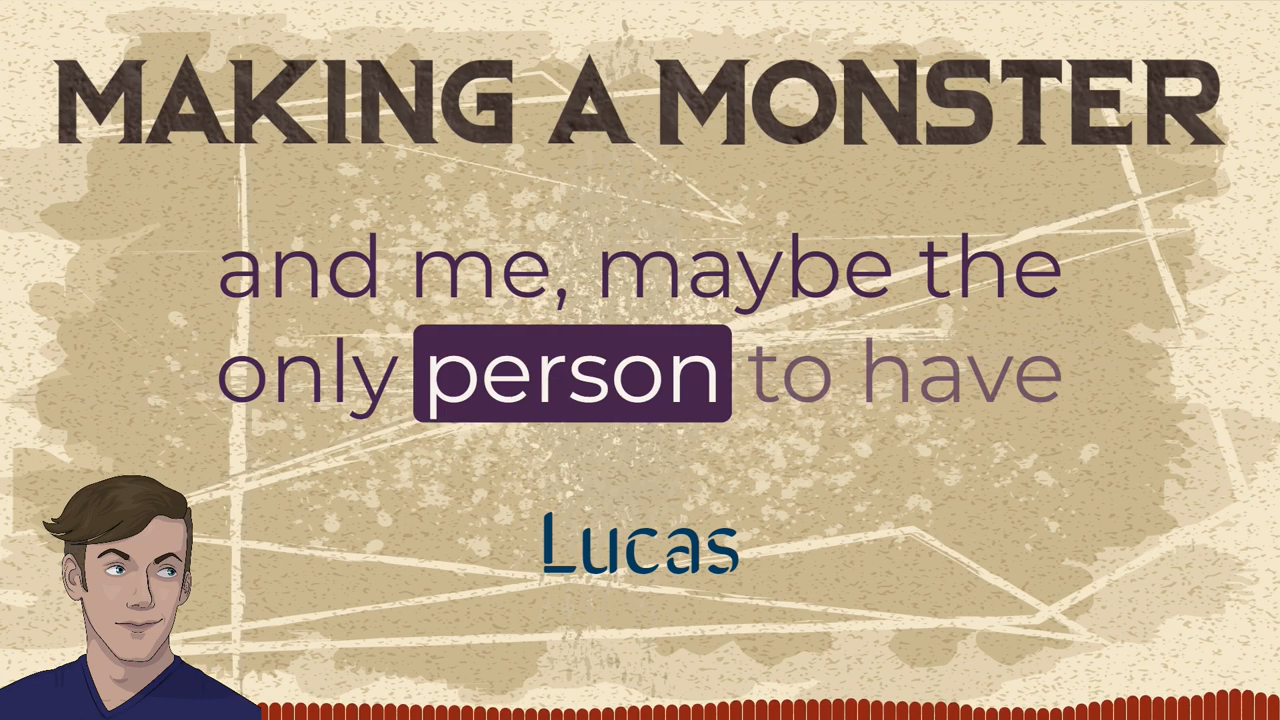 MAKING A MONSTER
and me, maybe the
only person to have
Lucas